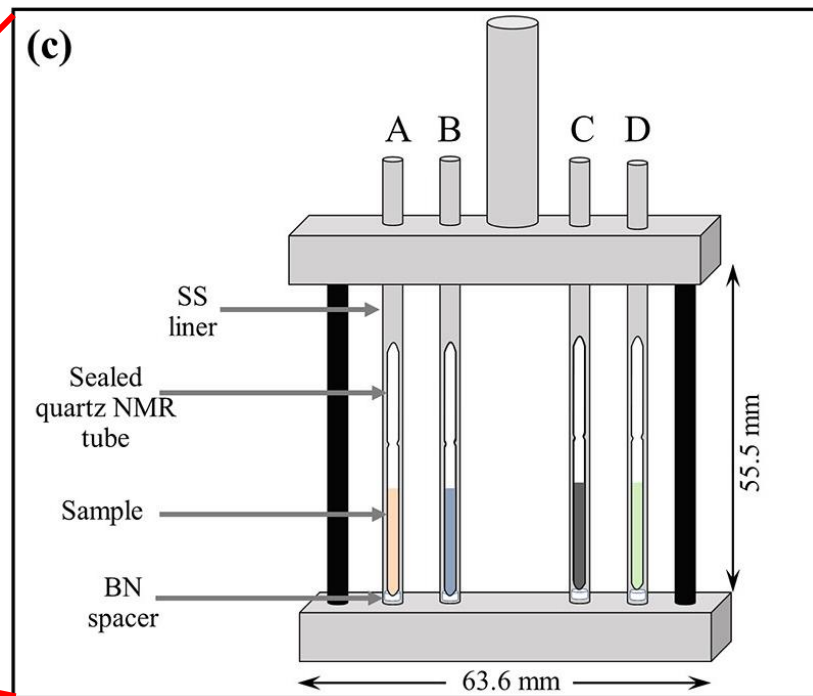 (c)
A B C D
SS
liner
Sealed
quartz NMR
tube
Sample
BN
spacer
55.5 mm
63.6 mm